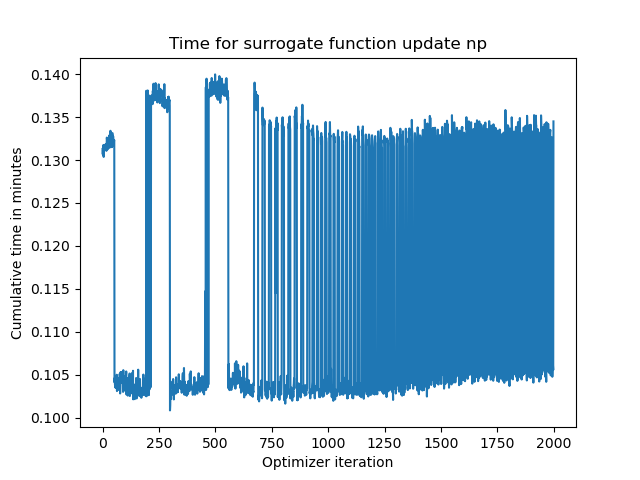 Time for surrogate function update np
Cumulative time in minutes
0.140
0.135
0.130
0.125
0.120
0.115
0.110
0.105
0.100
0 250 500 750 1000 1250 1500 1750 2000
Optimizer iteration